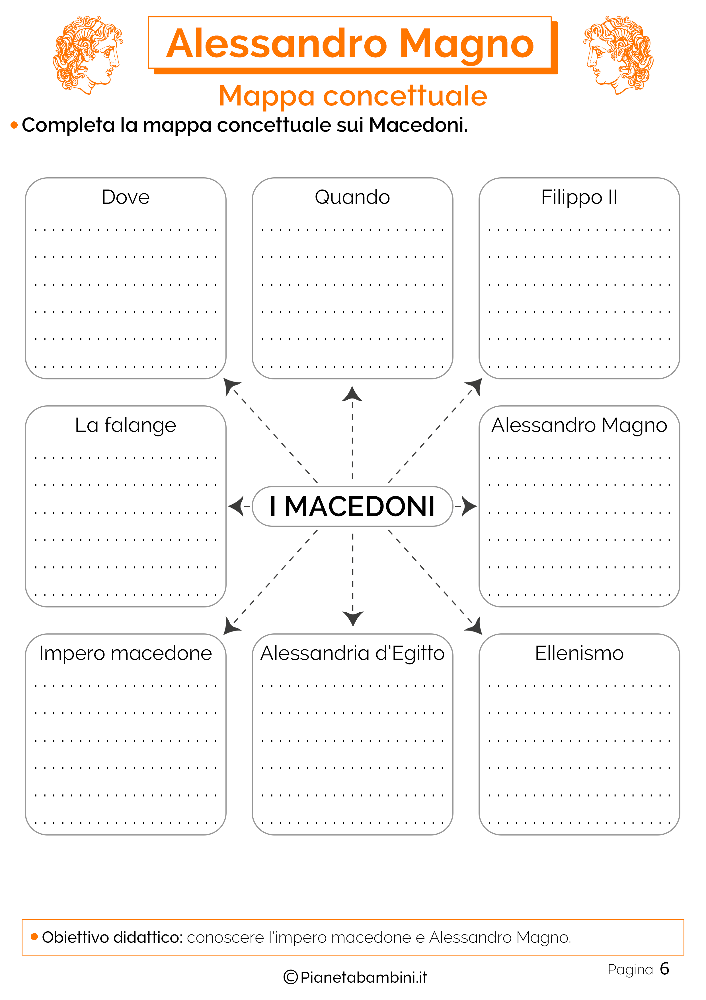 Alessandro Magno
Mappa concettuale
• Completa la mappa concettuale sui Macedoni.
Dove
Quando
Filippo II
La falange
Alessandro Magno
I MACEDONI
Impero macedone
Alessandria d'Egitto
Ellenismo
• Obiettivo didattico: conoscere l'impero macedone e Alessandro Magno.
Pagina 6
©Pianetabambini.it